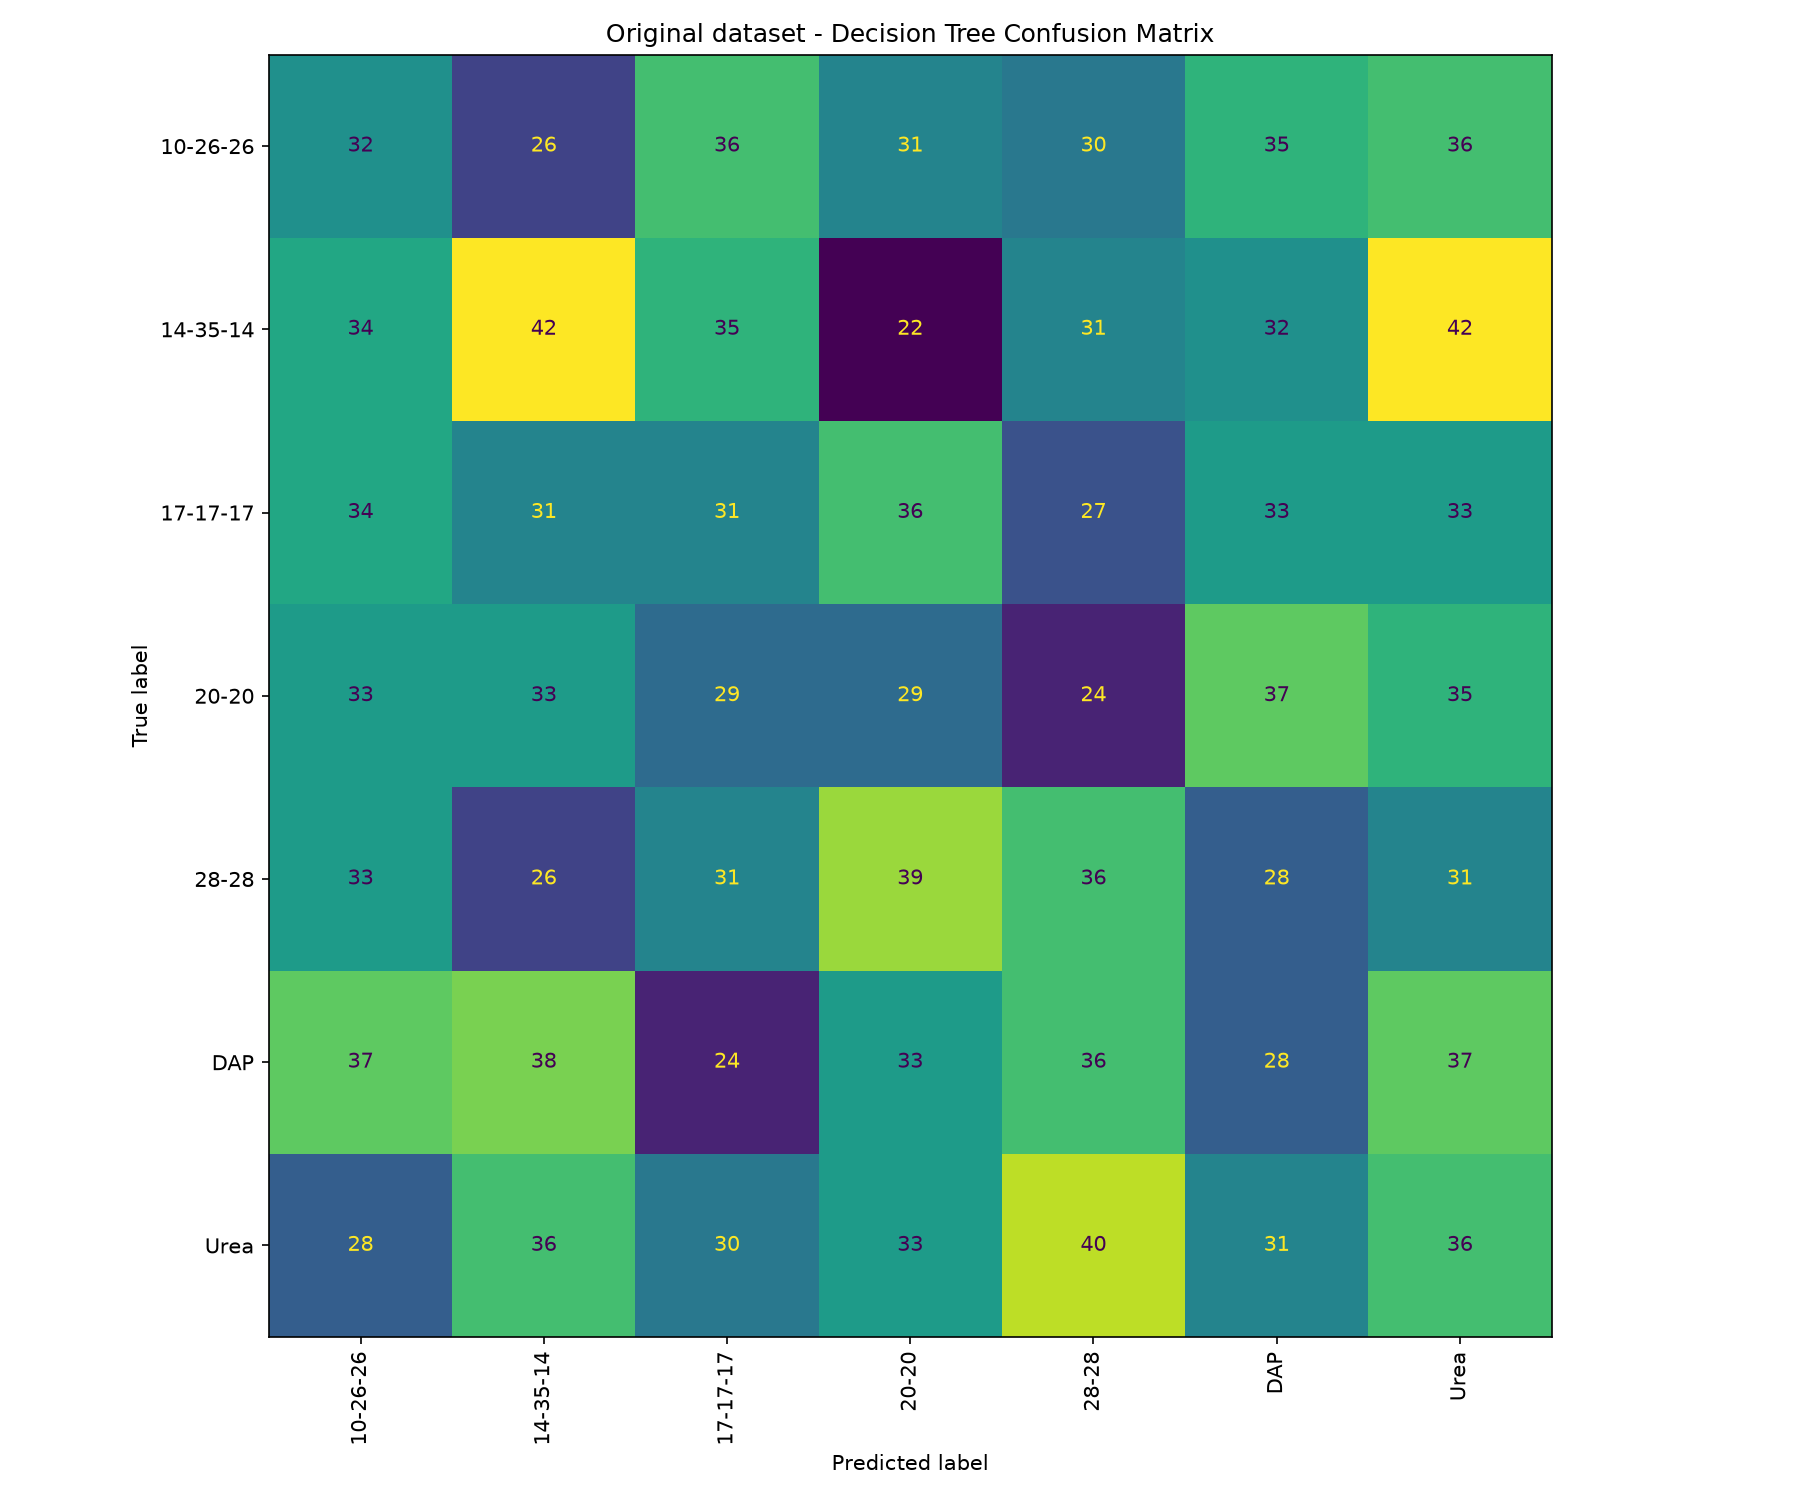 Original dataset - Decision Tree Confusion Matrix
10-26-26 32 26 36 31 30 35 36
14-35-14 34 42 35 22 31 32 42
17-17-17 34 31 31 36 27 33 33
True label
20-20 33 33 29 29 24 37 35
28-28 33 26 31 39 36 28 31
DAP 37 38 24 33 36 28 37
Urea 28 36 30 33 40 31 36
10-26-26 14-35-14 17-17-17 20-20 28-28 DAP Urea
Predicted label